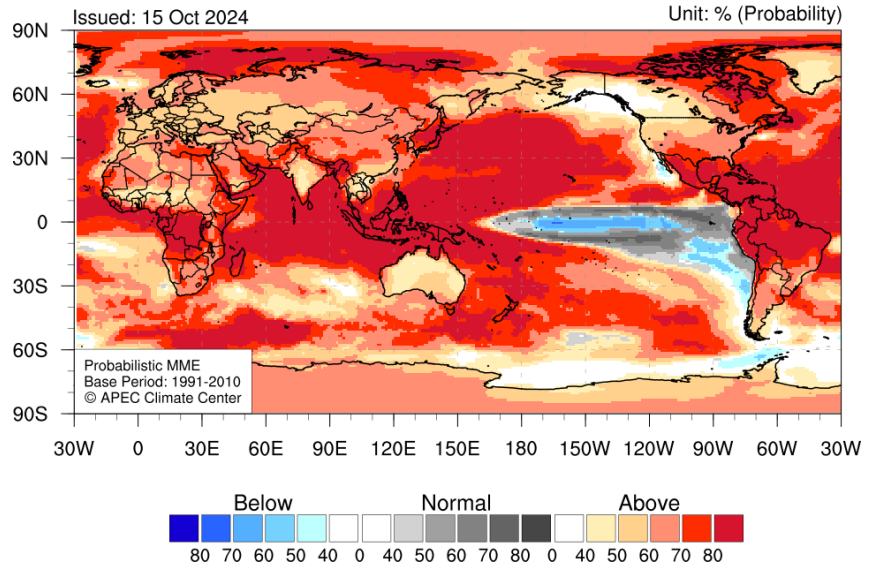 Issued: 15 Oct 2024
Unit: % (Probability)
90N
60N
30N
0
30S
60S
90S
Probabilistic MME
Base Period: 1991-2010
© APEC Climate Center
30W 0 30E 60E 90E 120E 150E 180 150W 120W 90W 60W 30W
Below Normal Above
80 70 60 50 40 0 40 50 60 70 80 0 40 50 60 70 80